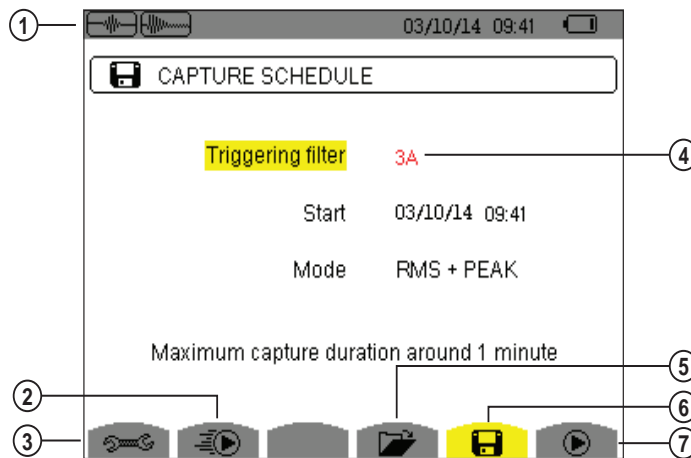 1
03/10/14 09:41
CAPTURE SCHEDULE
Triggering filter 3A
4
Start 03/10/14 09:41
Mode RMS + PEAK
Maximum capture duration around 1 minute
5
2
6
3
7